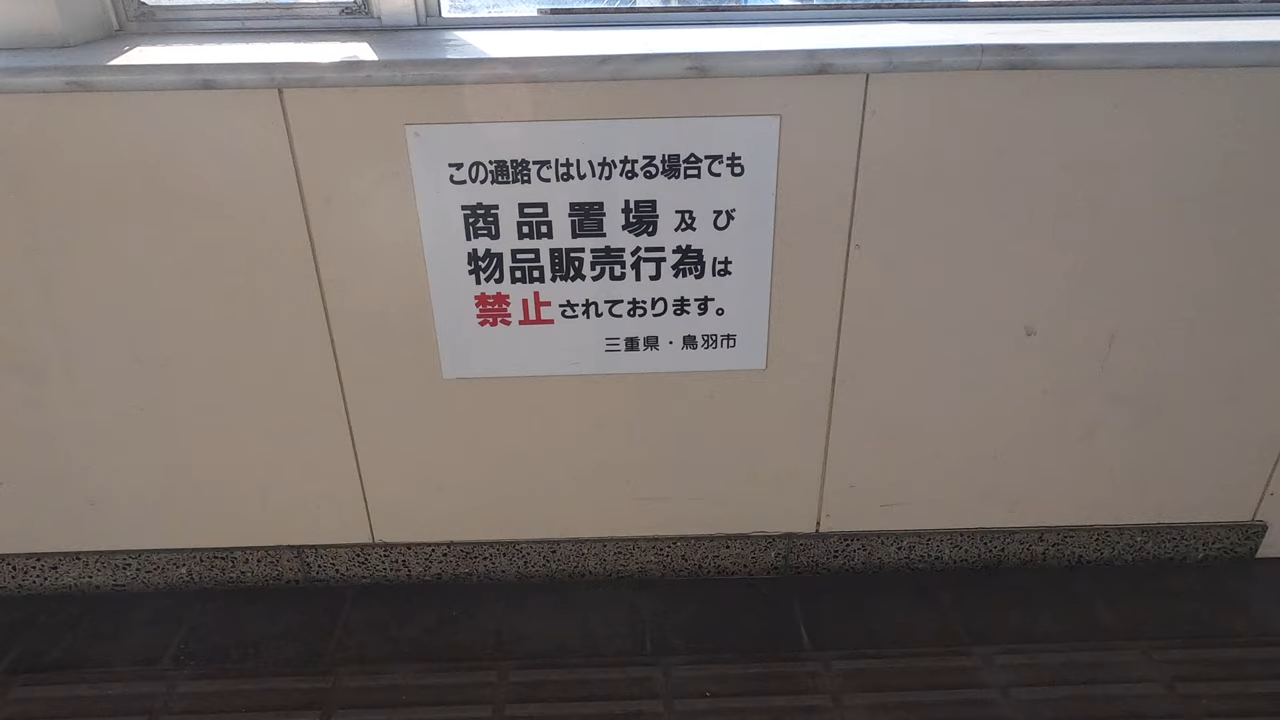 この通路ではいかなる場合でも
商品置場及び
物品販売行為は
禁止されております。
三重県・鳥羽市